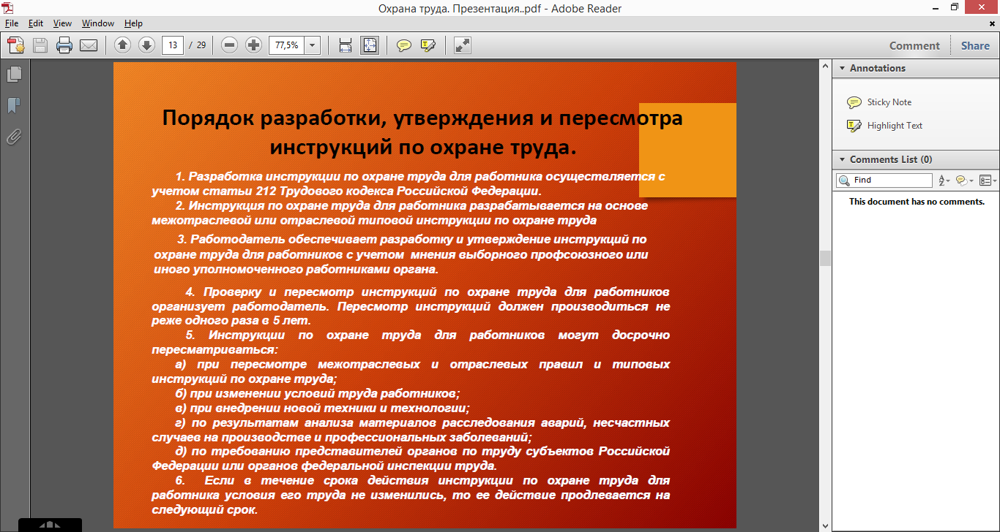 Охрана труда. Презентация..pdf - Adobe Reader
File Edit View Window Help
13 / 29 77,5% Comment Share
Порядок разработки, утверждения и пересмотра
инструкций по охране труда.
1. Разработка инструкции по охране труда для работника осуществляется с
учетом статьи 212 Трудового кодекса Российской Федерации.
2. Инструкция по охране труда для работника разрабатывается на основе
межотраслевой или отраслевой типовой инструкции по охране труда
3. Работодатель обеспечивает разработку и утверждение инструкций по
охране труда для работников с учетом мнения выборного профсоюзного или
иного уполномоченного работниками органа.
4. Проверку и пересмотр инструкций по охране труда для работников
организует работодатель. Пересмотр инструкций должен производиться не
реже одного раза в 5 лет.
5. Инструкции по охране труда для работников могут досрочно
пересматриваться:
а) при пересмотре межотраслевых и отраслевых правил и типовых
инструкций по охране труда;
б) при изменении условий труда работников;
в) при внедрении новой техники и технологии;
г) по результатам анализа материалов расследования аварий, несчастных
случаев на производстве и профессиональных заболеваний;
д) по требованию представителей органов по труду субъектов Российской
Федерации или органов федеральной инспекции труда.
6. Если в течение срока действия инструкции по охране труда для
работника условия его труда не изменились, то ее действие продлевается на
следующий срок.
Annotations
Sticky Note
Highlight Text
Comments List (0)
Find
This document has no comments.